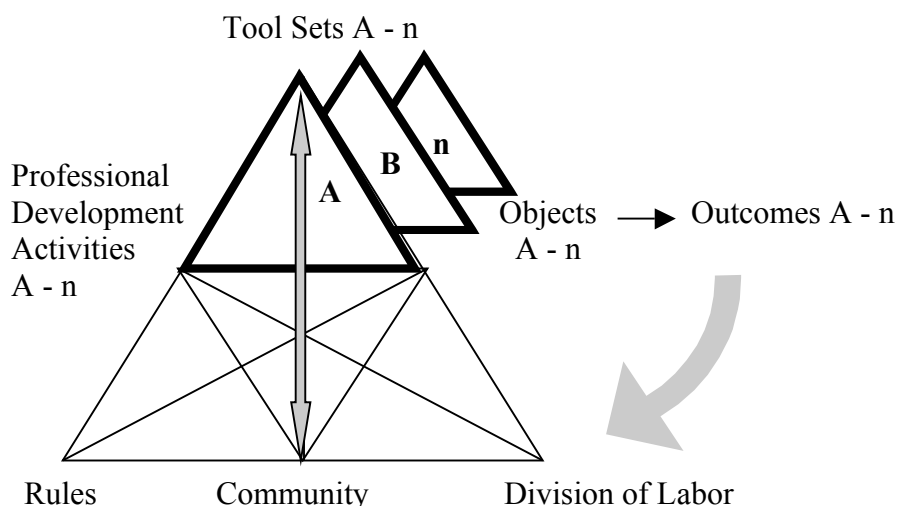 Tool Sets A - n
n
B
A
Professional
Development
Activities
A - n
Objects
A - n
Outcomes A - n
Rules
Community
Division of Labor